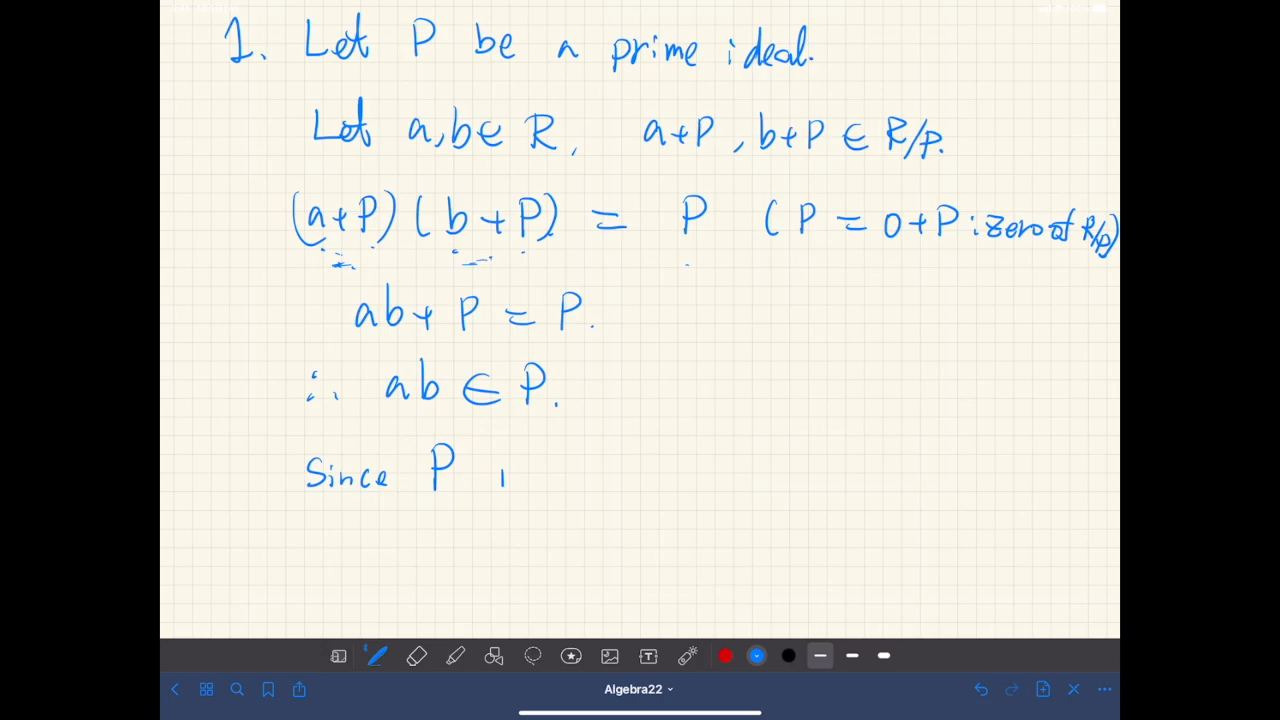 1. Let P be a prime ideal.
Let a, b ∈ R, a+P, b+P ∈ R/P.
(a+P)(b+P) = P (P = 0+P : zero of R/P)
ab+P = P.
∴ ab ∈ P.
Since P
Algebra22